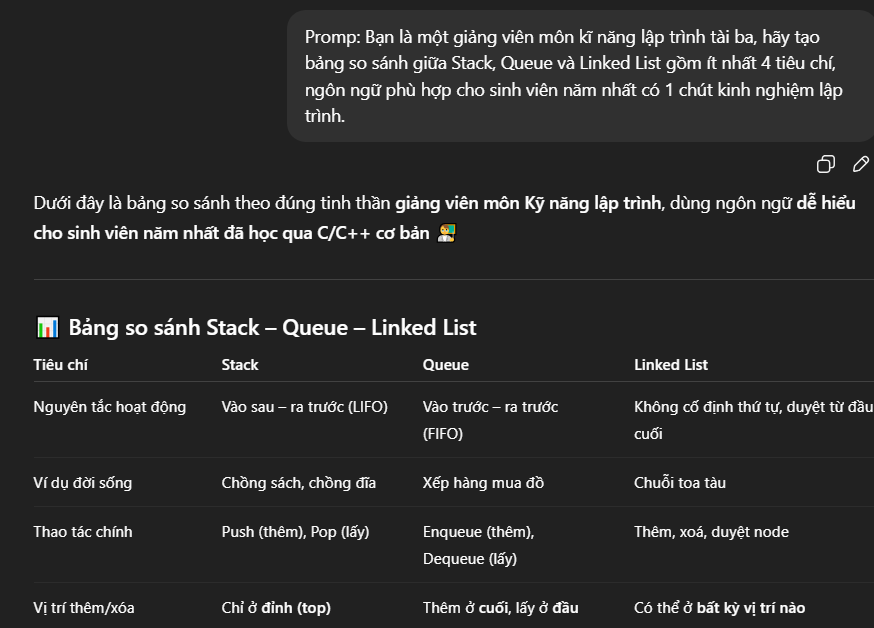 Promp: Bạn là một giảng viên môn kĩ năng lập trình tài ba, hãy tạo
bảng so sánh giữa Stack, Queue và Linked List gồm ít nhất 4 tiêu chí,
ngôn ngữ phù hợp cho sinh viên năm nhất có 1 chút kinh nghiệm lập
trình.
Dưới đây là bảng so sánh theo đúng tinh thần giảng viên môn Kỹ năng lập trình, dùng ngôn ngữ dễ hiểu
cho sinh viên năm nhất đã học qua C/C++ cơ bản
Bảng so sánh Stack – Queue – Linked List
Tiêu chí Stack Queue Linked List
Nguyên tắc hoạt động Vào sau – ra trước (LIFO) Vào trước – ra trước Không cố định thứ tự, duyệt từ đầu
(FIFO) cuối
Ví dụ đời sống Chồng sách, chồng đĩa Xếp hàng mua đồ Chuỗi toa tàu
Thao tác chính Push (thêm), Pop (lấy) Enqueue (thêm), Thêm, xoá, duyệt node
Dequeue (lấy)
Vị trí thêm/xóa Chỉ ở đỉnh (top) Thêm ở cuối, lấy ở đầu Có thể ở bất kỳ vị trí nào